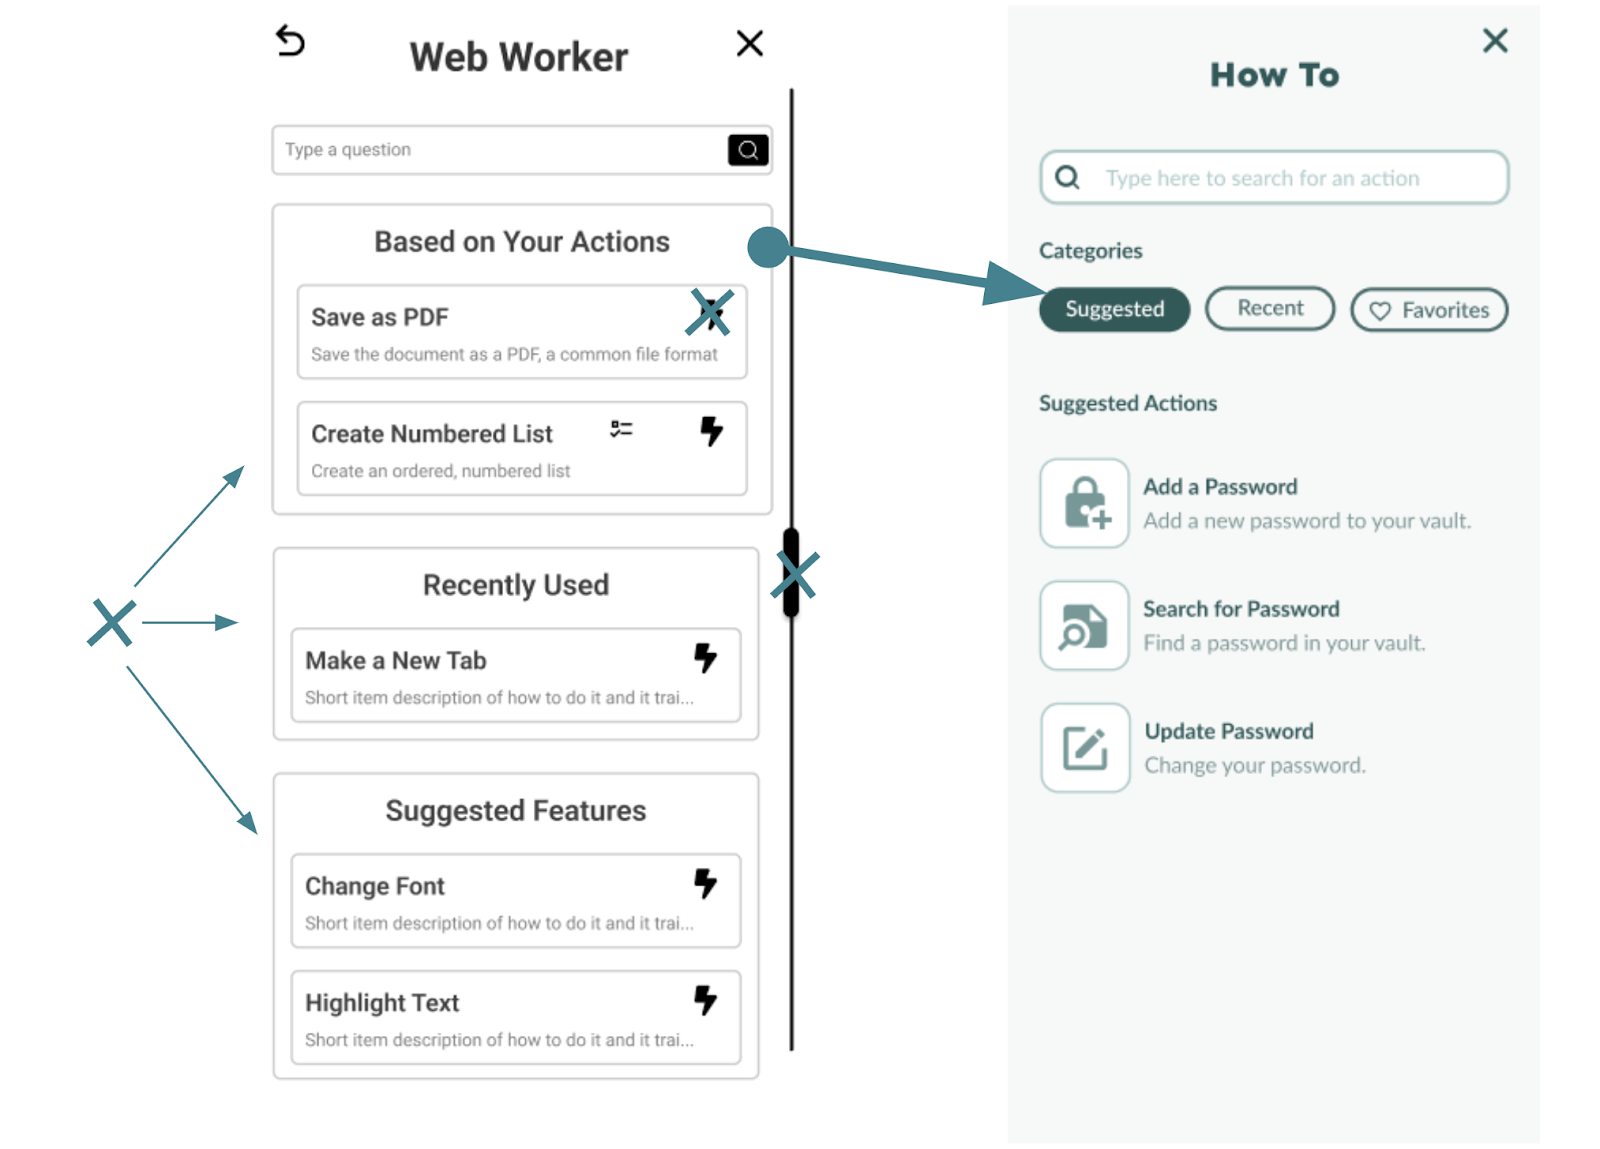 Web Worker
Type a question
Based on Your Actions
Save as PDF
Save the document as a PDF, a common file format
Create Numbered List
Create an ordered, numbered list
Recently Used
Make a New Tab
Short item description of how to do it and it trai...
Suggested Features
Change Font
Short item description of how to do it and it trai...
Highlight Text
Short item description of how to do it and it trai...
How To
Type here to search for an action
Categories
Suggested
Recent
Favorites
Suggested Actions
Add a Password
Add a new password to your vault.
Search for Password
Find a password in your vault.
Update Password
Change your password.